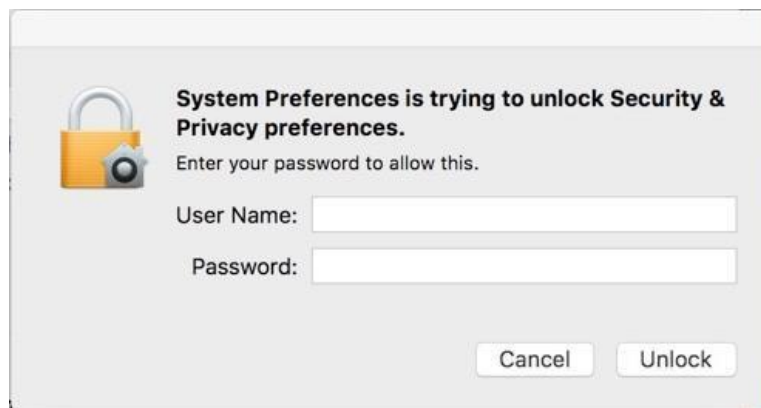 System Preferences is trying to unlock Security &
Privacy preferences.
Enter your password to allow this.
User Name:
Password:
Cancel
Unlock